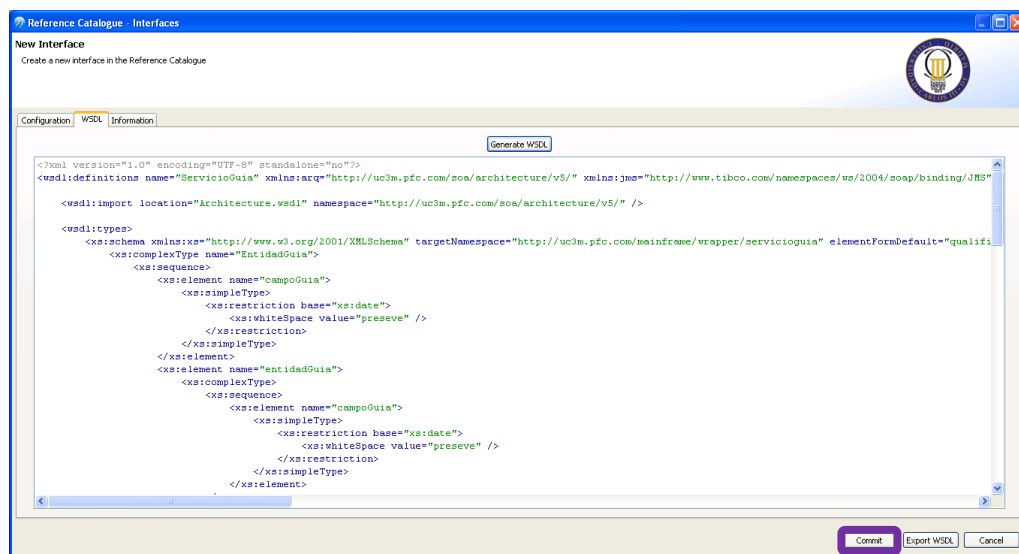 Reference Catalogue - Interfaces
New Interface
Create a new interface in the Reference Catalogue
Configuration WSDL Information
Generate WSDL
<?xml version="1.0" encoding="UTF-8" standalone="no"?>
<wsdl:definitions name="ServicioGuia" xmlns:arq="http://uc3m.pfc.com/soa/architecture/v5/" xmlns:jms="http://www.tibco.com/namespaces/ws/2004/soap/binding/JMS"
<wsdl:import location="Architecture.wsdl" namespace="http://uc3m.pfc.com/soa/architecture/v5/" />
<wsdl:types>
<xs:schema xmlns:xs="http://www.w3.org/2001/XMLSchema" targetNamespace="http://uc3m.pfc.com/mainframe/wrapper/servicioguia" elementFormDefault="qualifi
<xs:complexType name="EntidadGuia">
<xs:sequence>
<xs:element name="campoGuia">
<xs:simpleType>
<xs:restriction base="xs:date">
<xs:whiteSpace value="preseve" />
</xs:restriction>
</xs:simpleType>
</xs:element>
<xs:element name="entidadGuia">
<xs:complexType>
<xs:sequence>
<xs:element name="campoGuia">
<xs:simpleType>
<xs:restriction base="xs:date">
<xs:whiteSpace value="preseve" />
</xs:restriction>
</xs:simpleType>
</xs:element>
Commit Export WSDL Cancel